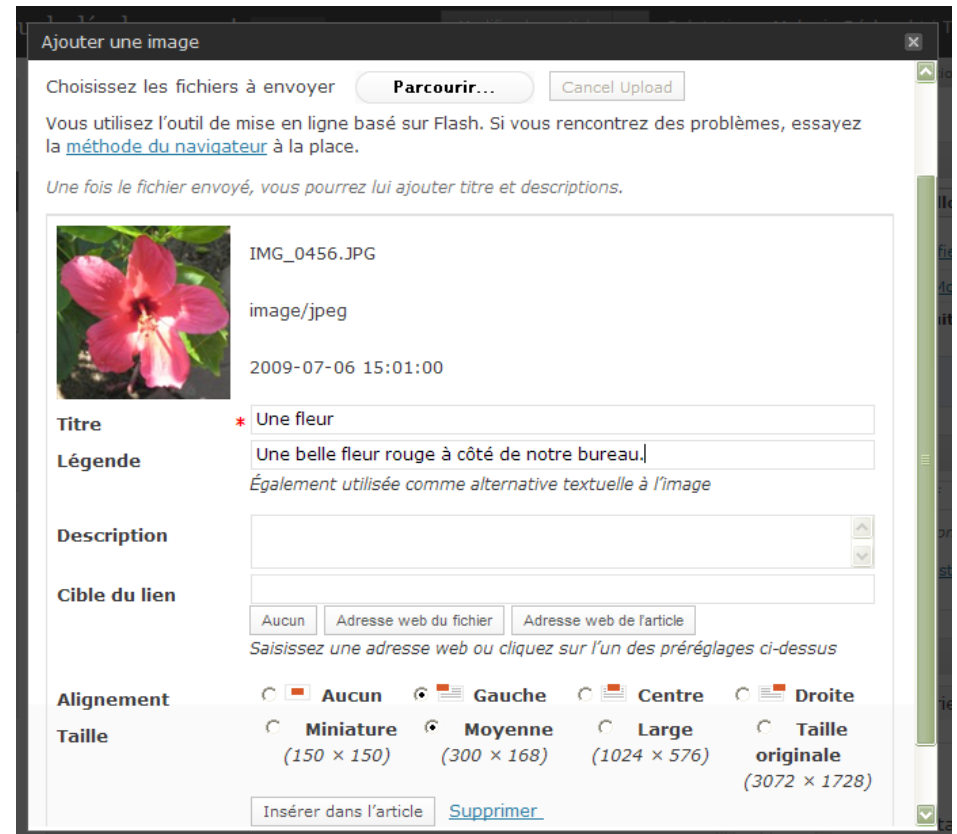 Ajouter une image
Choisissez les fichiers à envoyer Parcourir... Cancel Upload
Vous utilisez l'outil de mise en ligne basé sur Flash. Si vous rencontrez des problèmes, essayez
la méthode du navigateur à la place.
Une fois le fichier envoyé, vous pourrez lui ajouter titre et descriptions.
IMG_0456.JPG
image/jpeg
2009-07-06 15:01:00
Titre * Une fleur
Légende Une belle fleur rouge à côté de notre bureau.
Également utilisée comme alternative textuelle à l'image
Description
Cible du lien
Aucun Adresse web du fichier Adresse web de l'article
Saisissez une adresse web ou cliquez sur l'un des préréglages ci-dessus
Alignement Aucun Gauche Centre Droite
Taille Miniature Moyenne Large Taille
(150 × 150) (300 × 168) (1024 × 576) originale
(3072 × 1728)
Insérer dans l'article Supprimer